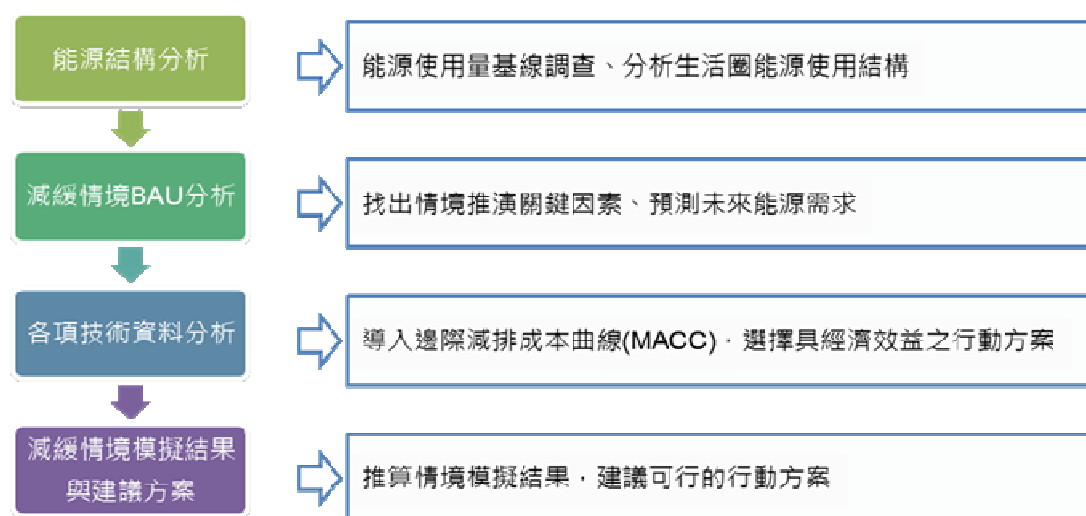 能源結構分析
能源使用量基線調查、分析生活圈能源使用結構
減緩情境BAU分析
找出情境推演關鍵因素、預測未來能源需求
各項技術資料分析
導入邊際減排成本曲線(MACC),選擇具經濟效益之行動方案
減緩情境模擬結果
與建議方案
推算情境模擬結果,建議可行的行動方案